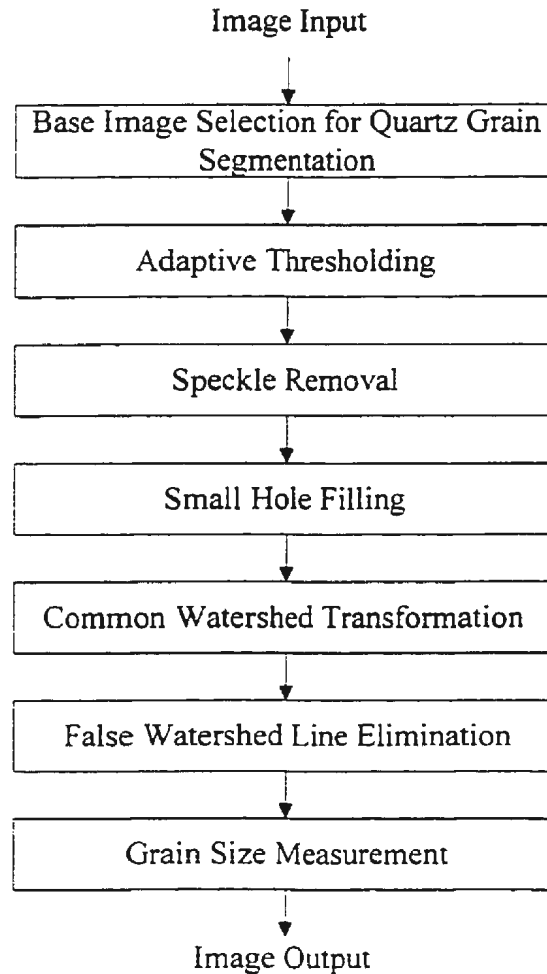 Image Input
Base Image Selection for Quartz Grain
Segmentation
Adaptive Thresholding
Speckle Removal
Small Hole Filling
Common Watershed Transformation
False Watershed Line Elimination
Grain Size Measurement
Image Output